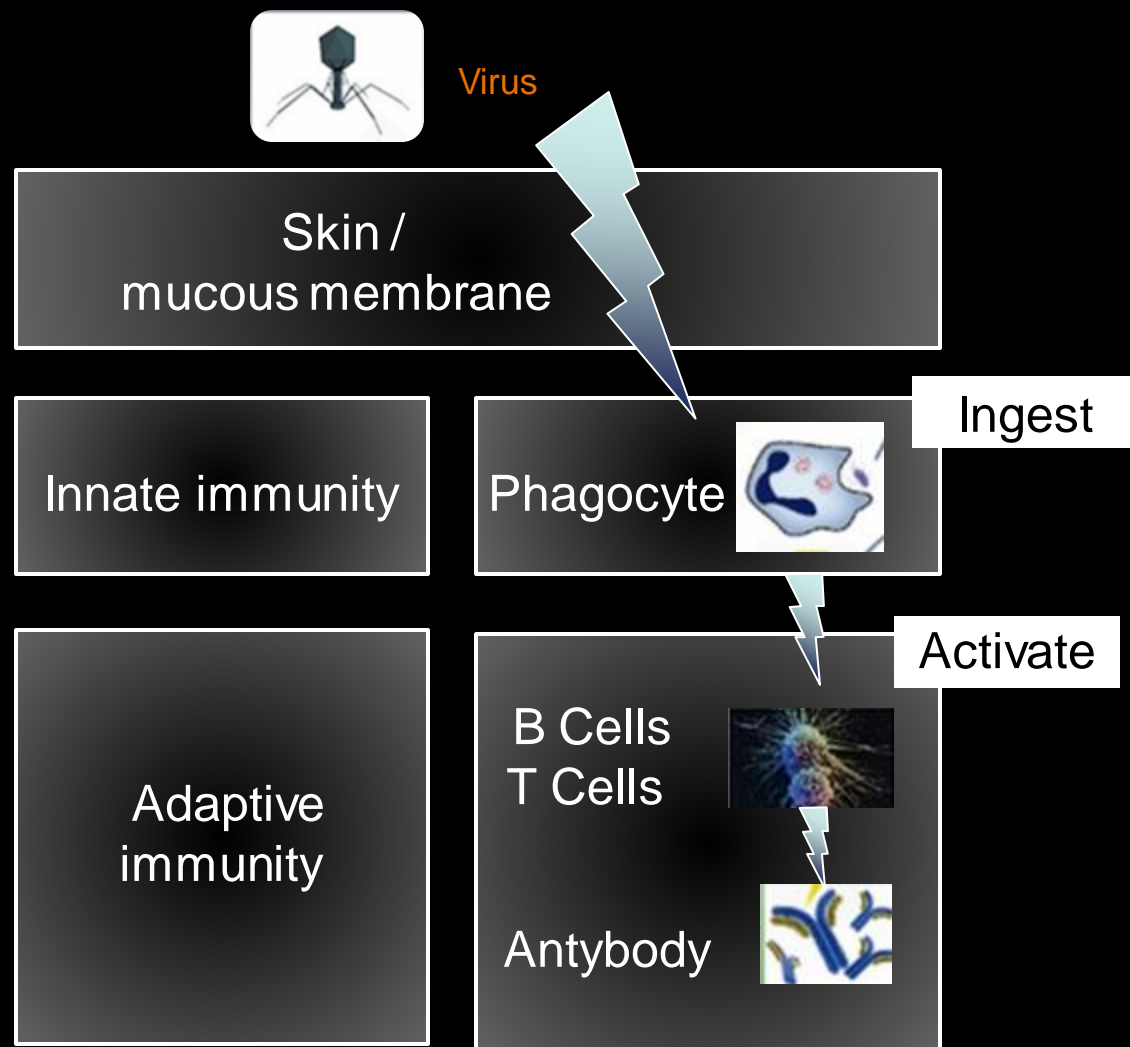 Virus
Skin /
mucous membrane
Ingest
Innate immunity
Phagocyte
Activate
B Cells
T Cells
Adaptive
immunity
Antybody